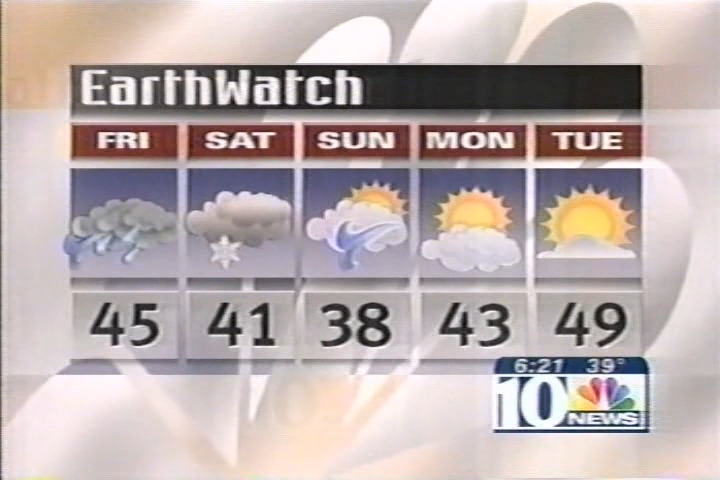 EarthWatch
FRI SAT SUN MON TUE
45 41 38 43 49
6:21 39°
10
NEWS